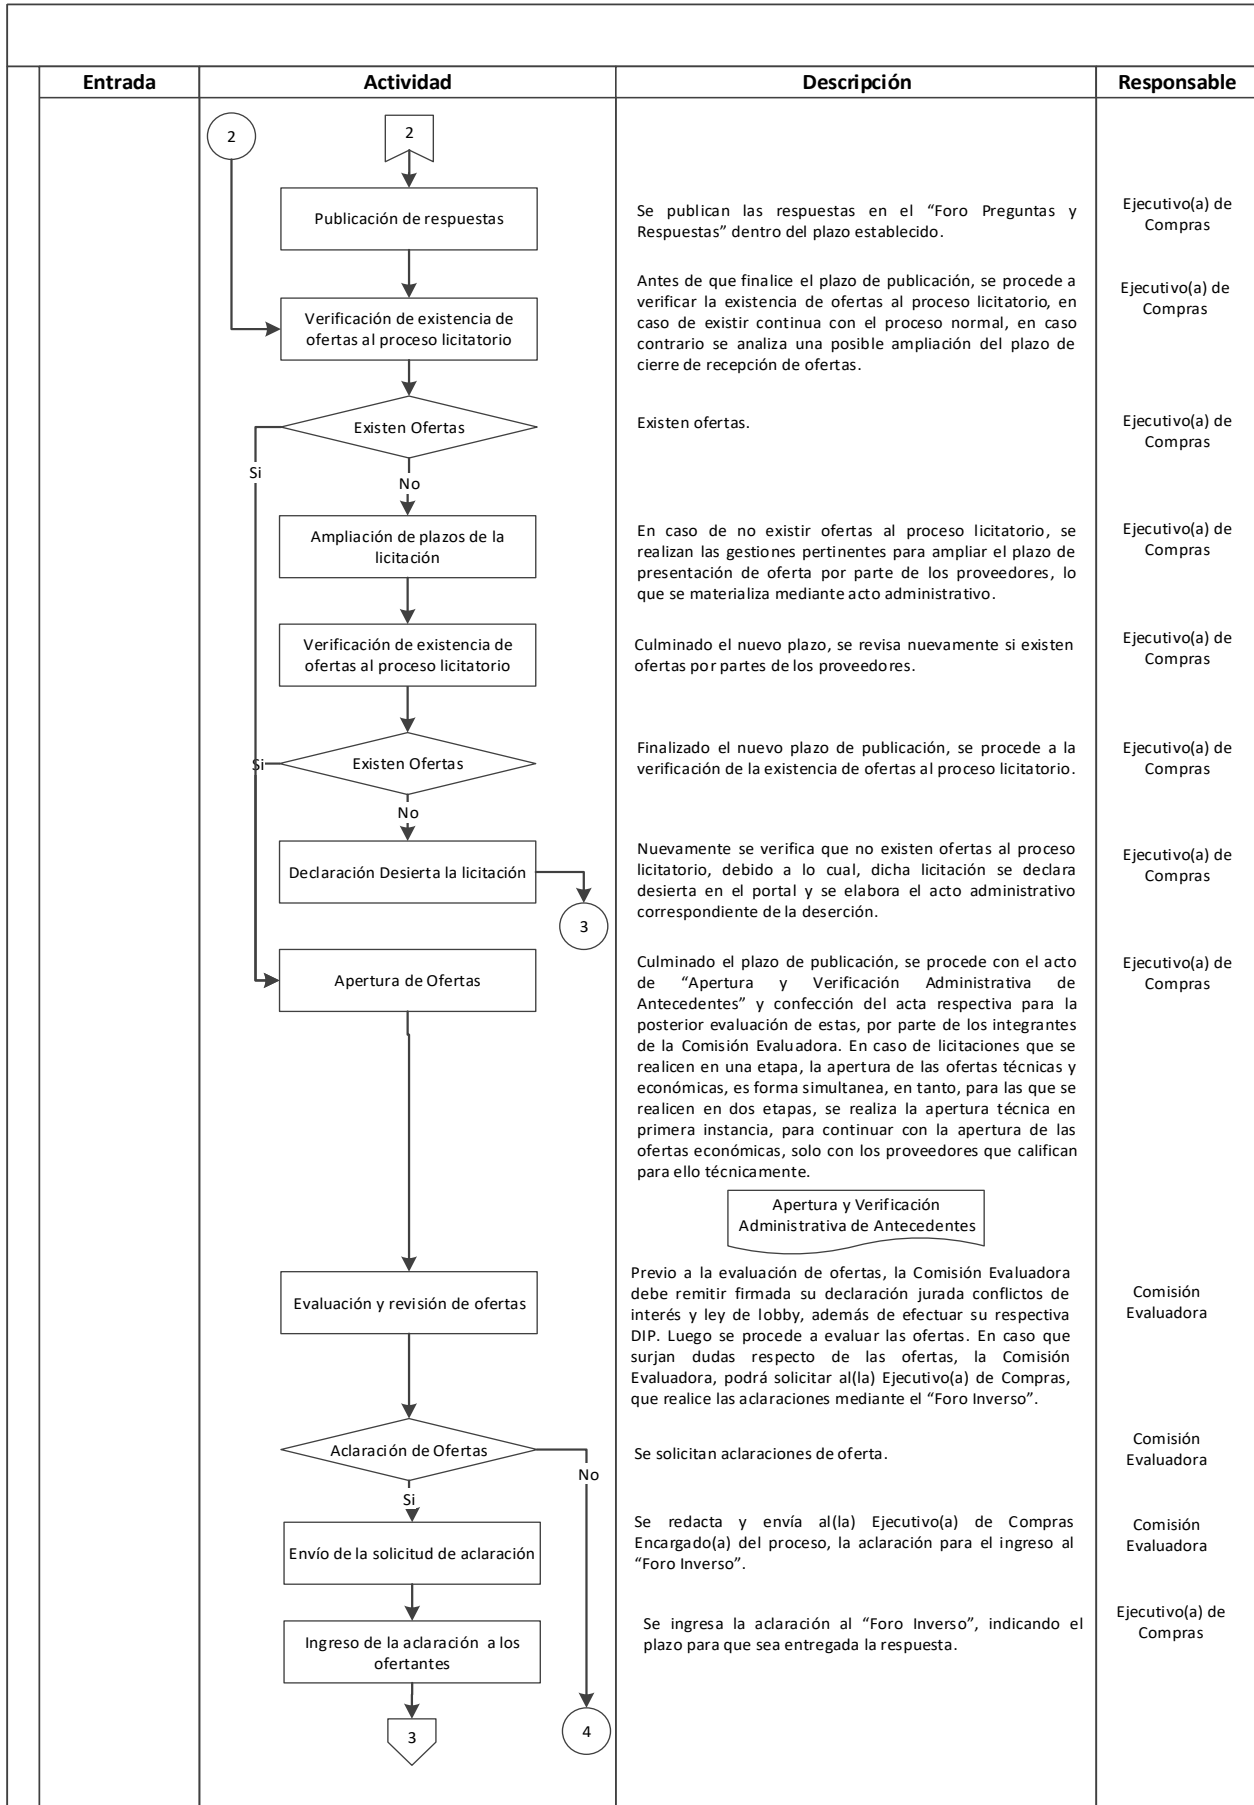 Entrada
Actividad
Descripción
Responsable
2
2
Publicación de respuestas
Se publican las respuestas en el “Foro Preguntas y
Respuestas” dentro del plazo establecido.
Ejecutivo(a) de
Compras
Verificación de existencia de
ofertas al proceso licitatorio
Antes de que finalice el plazo de publicación, se procede a
verificar la existencia de ofertas al proceso licitatorio, en
caso de existir continua con el proceso normal, en caso
contrario se analiza una posible ampliación del plazo de
cierre de recepción de ofertas.
Ejecutivo(a) de
Compras
Existen Ofertas
Si
No
Existen ofertas.
Ejecutivo(a) de
Compras
Ampliación de plazos de la
licitación
En caso de no existir ofertas al proceso licitatorio, se
realizan las gestiones pertinentes para ampliar el plazo de
presentación de oferta por parte de los proveedores, lo
que se materializa mediante acto administrativo.
Ejecutivo(a) de
Compras
Verificación de existencia de
ofertas al proceso licitatorio
Culminado el nuevo plazo, se revisa nuevamente si existen
ofertas por partes de los proveedores.
Ejecutivo(a) de
Compras
Si
Existen Ofertas
No
Finalizado el nuevo plazo de publicación, se procede a la
verificación de la existencia de ofertas al proceso licitatorio.
Ejecutivo(a) de
Compras
Declaración Desierta la licitación
3
Nuevamente se verifica que no existen ofertas al proceso
licitatorio, debido a lo cual, dicha licitación se declara
desierta en el portal y se elabora el acto administrativo
correspondiente de la deserción.
Ejecutivo(a) de
Compras
Apertura de Ofertas
Culminado el plazo de publicación, se procede con el acto
de “Apertura y Verificación Administrativa de
Antecedentes” y confección del acta respectiva para la
posterior evaluación de estas, por parte de los integrantes
de la Comisión Evaluadora. En caso de licitaciones que se
realicen en una etapa, la apertura de las ofertas técnicas y
económicas, es forma simultanea, en tanto, para las que se
realicen en dos etapas, se realiza la apertura técnica en
primera instancia, para continuar con la apertura de las
ofertas económicas, solo con los proveedores que califican
para ello técnicamente.
Ejecutivo(a) de
Compras
Apertura y Verificación
Administrativa de Antecedentes
Evaluación y revisión de ofertas
Previo a la evaluación de ofertas, la Comisión Evaluadora
debe remitir firmada su declaración jurada conflictos de
interés y ley de lobby, además de efectuar su respectiva
DIP. Luego se procede a evaluar las ofertas. En caso que
surjan dudas respecto de las ofertas, la Comisión
Evaluadora, podrá solicitar al(la) Ejecutivo(a) de Compras,
que realice las aclaraciones mediante el “Foro Inverso”.
Comisión
Evaluadora
Aclaración de Ofertas
No
Si
Se solicitan aclaraciones de oferta.
Comisión
Evaluadora
Envío de la solicitud de aclaración
Se redacta y envía al(la) Ejecutivo(a) de Compras
Encargado(a) del proceso, la aclaración para el ingreso al
“Foro Inverso”.
Comisión
Evaluadora
Ingreso de la aclaración a los
ofertantes
Se ingresa la aclaración al “Foro Inverso”, indicando el
plazo para que sea entregada la respuesta.
Ejecutivo(a) de
Compras
3
4